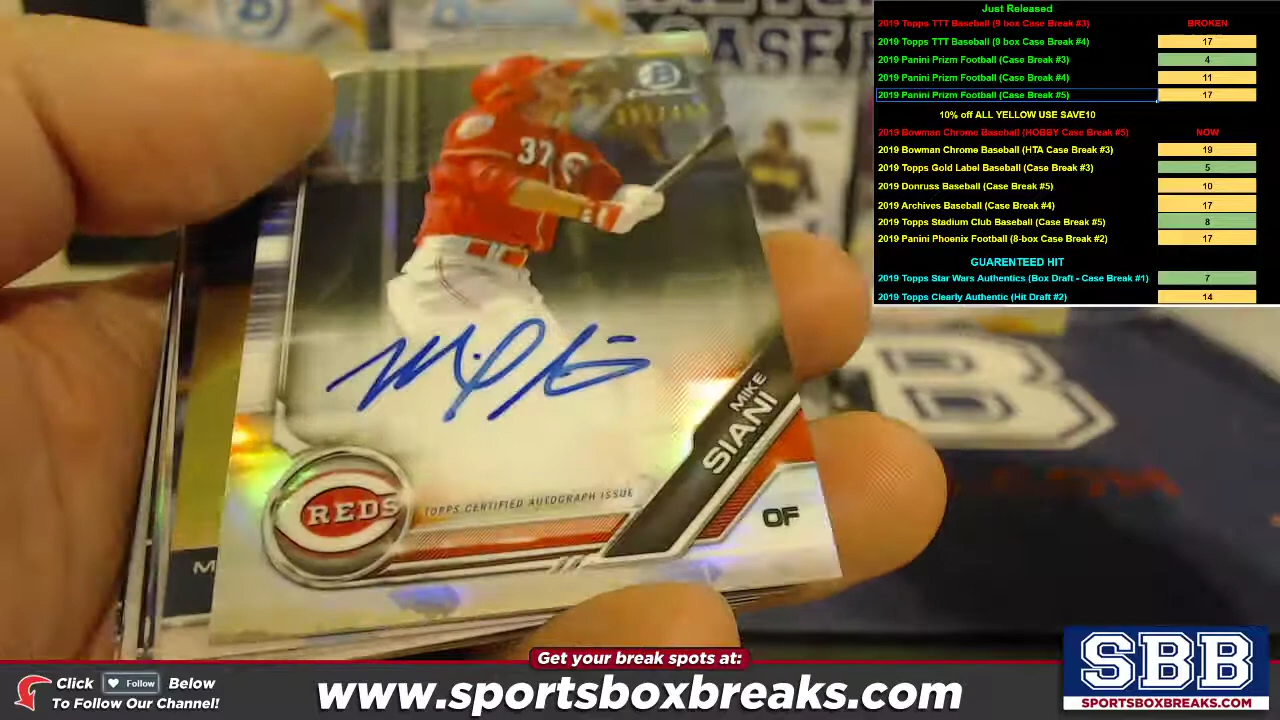 Just Released
2019 Topps TTT Baseball (9 box Case Break #3) BROKEN
2019 Topps TTT Baseball (9 box Case Break #4) 17
2019 Panini Prizm Football (Case Break #3) 4
2019 Panini Prizm Football (Case Break #4) 11
2019 Panini Prizm Football (Case Break #5) 17
10% off ALL YELLOW USE SAVE10
2019 Bowman Chrome Baseball (HOBBY Case Break #5) NOW
2019 Bowman Chrome Baseball (HTA Case Break #3) 19
2019 Topps Gold Label Baseball (Case Break #3) 5
2019 Donruss Baseball (Case Break #5) 10
2019 Archives Baseball (Case Break #4) 17
2019 Topps Stadium Club Baseball (Case Break #5) 8
2019 Panini Phoenix Football (8-box Case Break #2) 17
GUARENTEED HIT
2019 Topps Star Wars Authentics (Box Draft - Case Break #1) 7
2019 Topps Clearly Authentic (Hit Draft #2) 14
B
37
MIKE
SIANI
REDS
TOPPS CERTIFIED AUTOGRAPH ISSUE
OF
M
B
Get your break spots at:
Click Follow Below
To Follow Our Channel!
www.sportsboxbreaks.com
SBB
SPORTSBOXBREAKS.COM